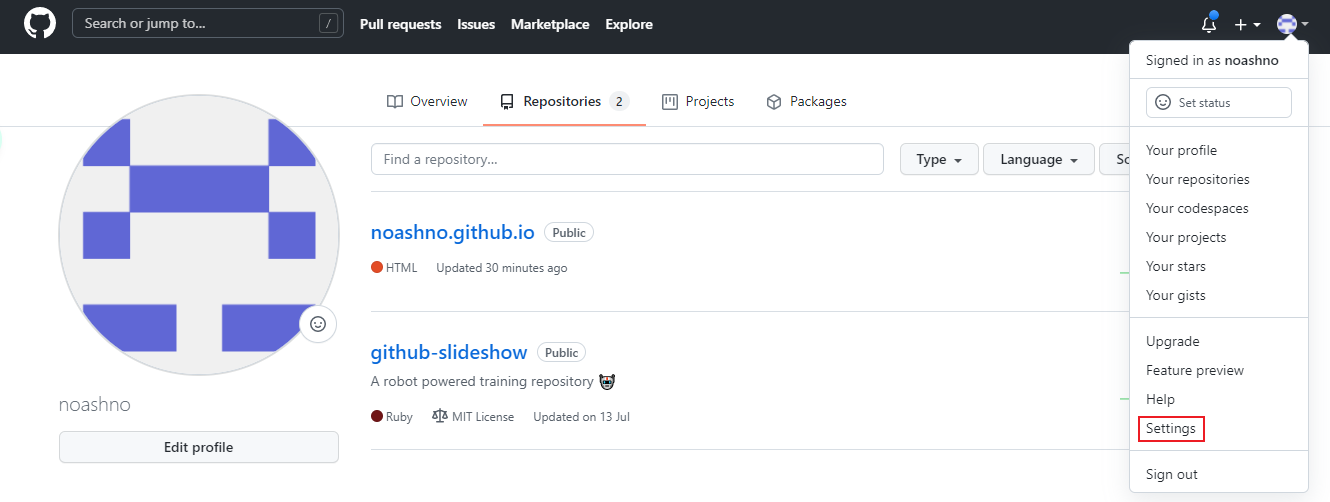 Search or jump to... /
Pull requests Issues Marketplace Explore
Signed in as noashno
Set status
Your profile
Your repositories
Your codespaces
Your projects
Your stars
Your gists
Upgrade
Feature preview
Help
Settings
Sign out
Overview Repositories 2 Projects Packages
Find a repository...
Type Language
noashno.github.io Public
HTML Updated 30 minutes ago
github-slideshow Public
A robot powered training repository
Ruby MIT License Updated on 13 Jul
noashno
Edit profile